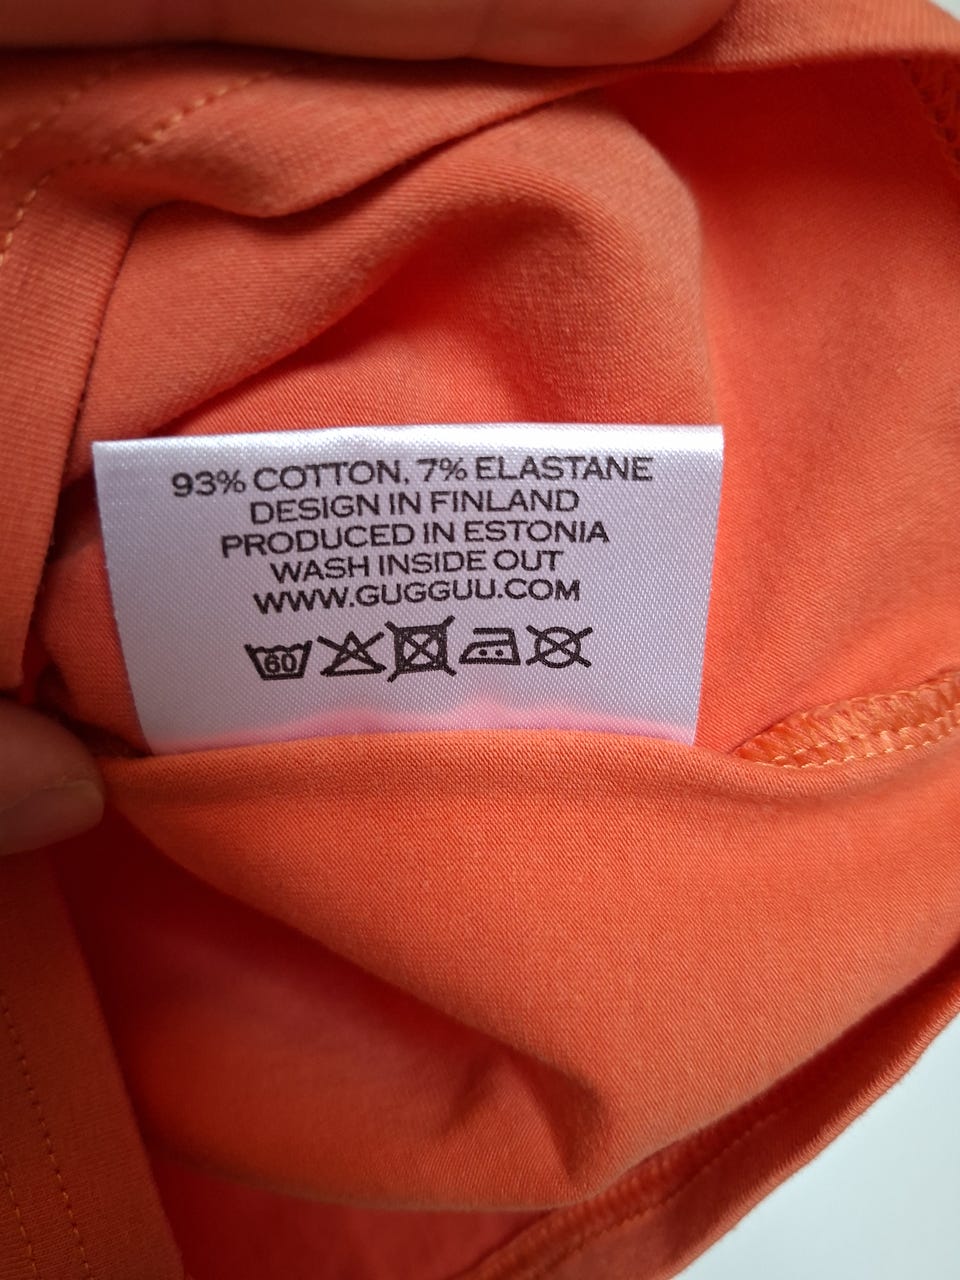 93% COTTON, 7% ELASTANE
DESIGN IN FINLAND
PRODUCED IN ESTONIA
WASH INSIDE OUT
WWW.GUGGUU.COM
60